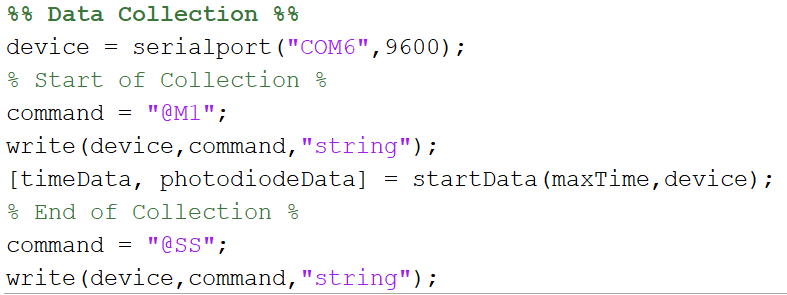 %% Data Collection %%
device = serialport("COM6",9600);
% Start of Collection %
command = "@M1";
write(device,command,"string");
[timeData, photodiodeData] = startData(maxTime,device);
% End of Collection %
command = "@SS";
write(device,command,"string");